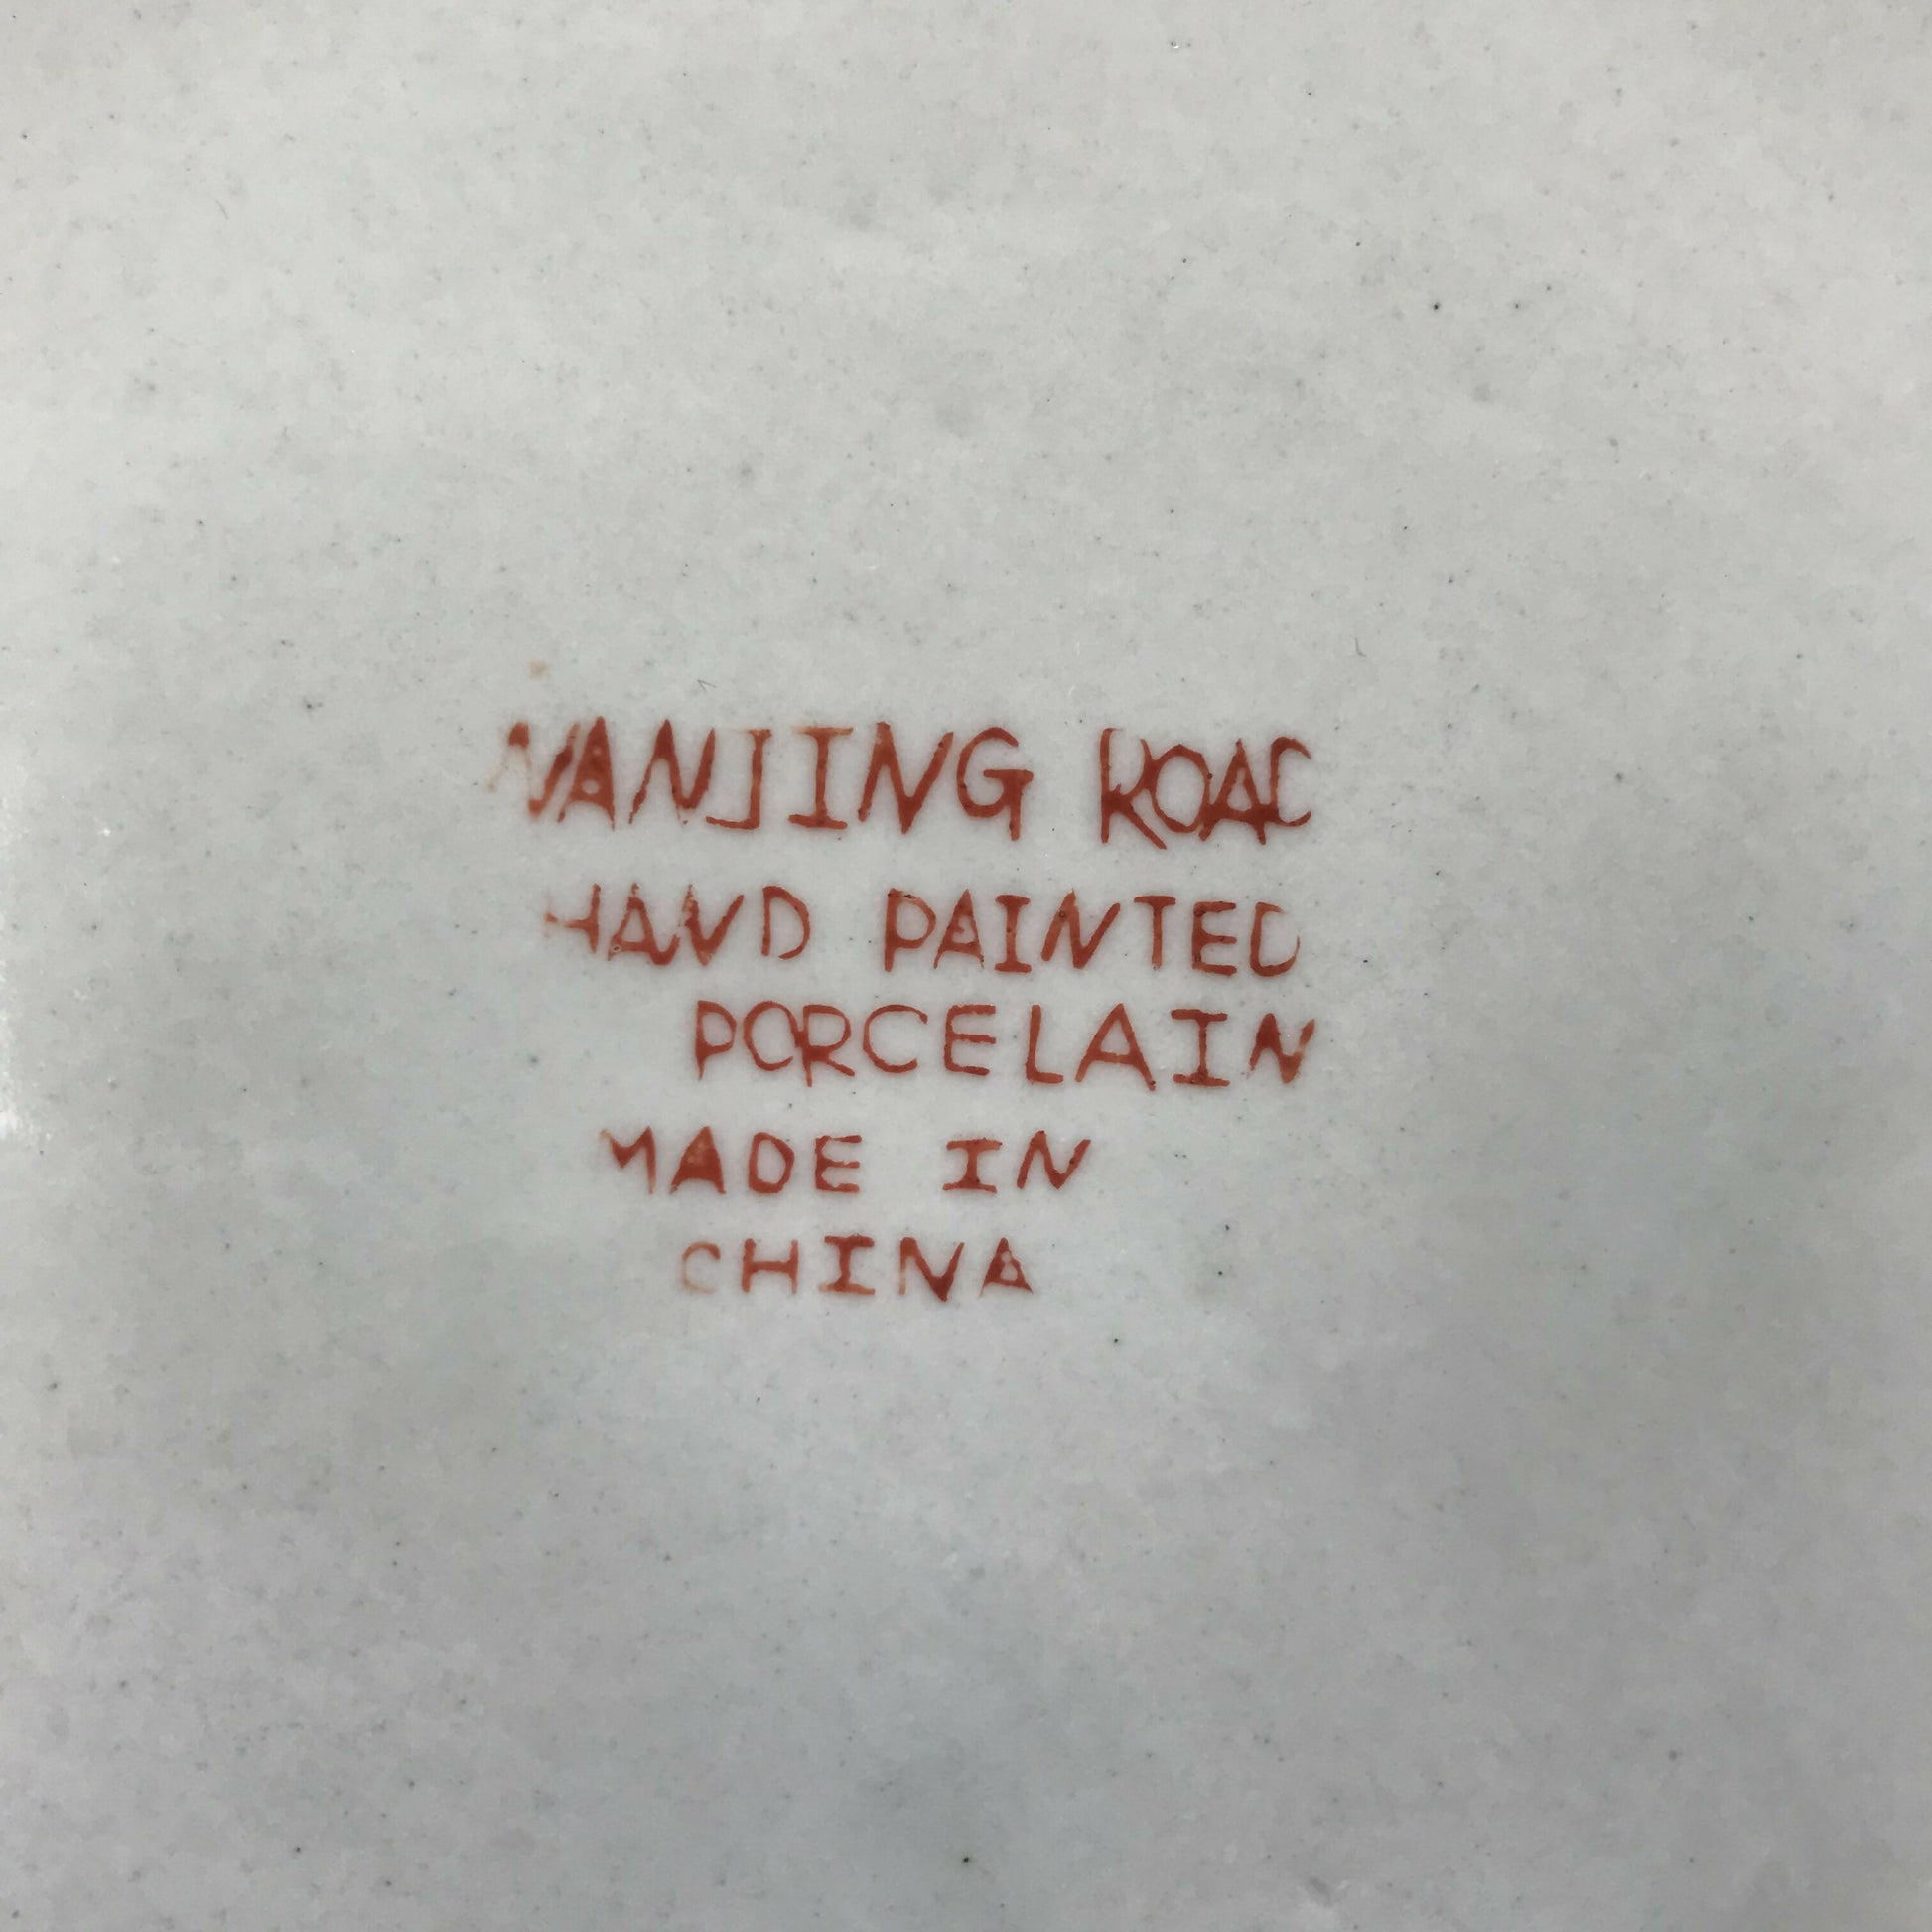 NANJING ROAD
HAND PAINTED
PORCELAIN
MADE IN
CHINA